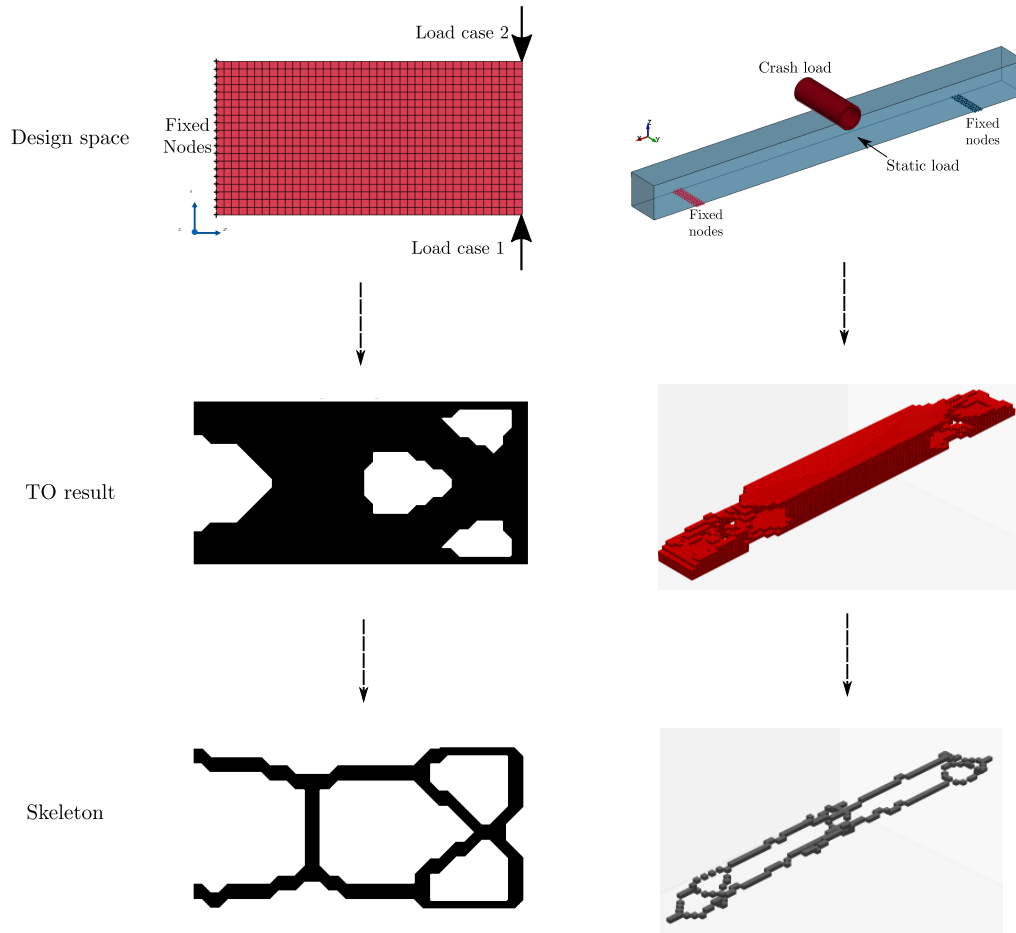 Load case 2
Crash load
Fixed
Nodes
Design space
Z
X
Y
Fixed
nodes
Static load
Fixed
nodes
Load case 1
TO result
Skeleton